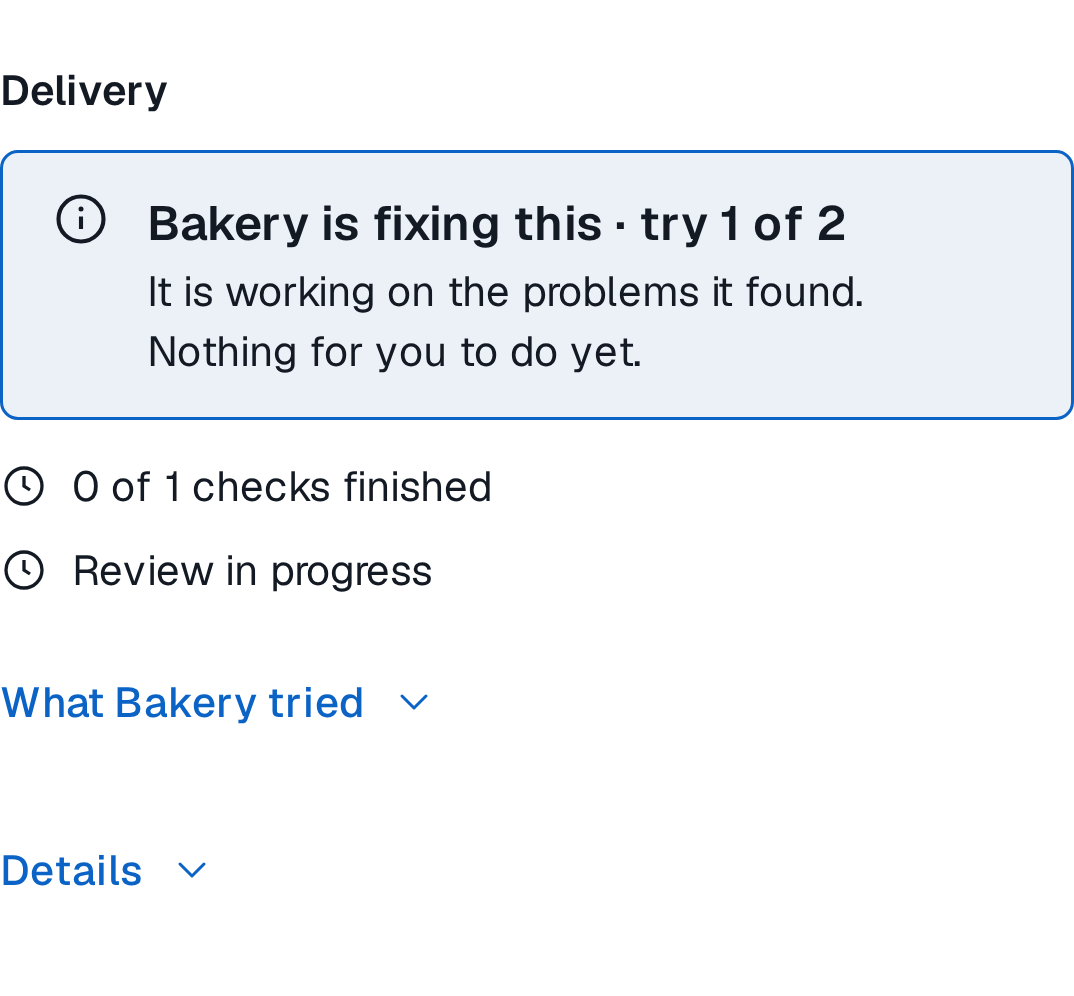 Delivery
Bakery is fixing this · try 1 of 2
It is working on the problems it found.
Nothing for you to do yet.
0 of 1 checks finished
Review in progress
What Bakery tried
Details